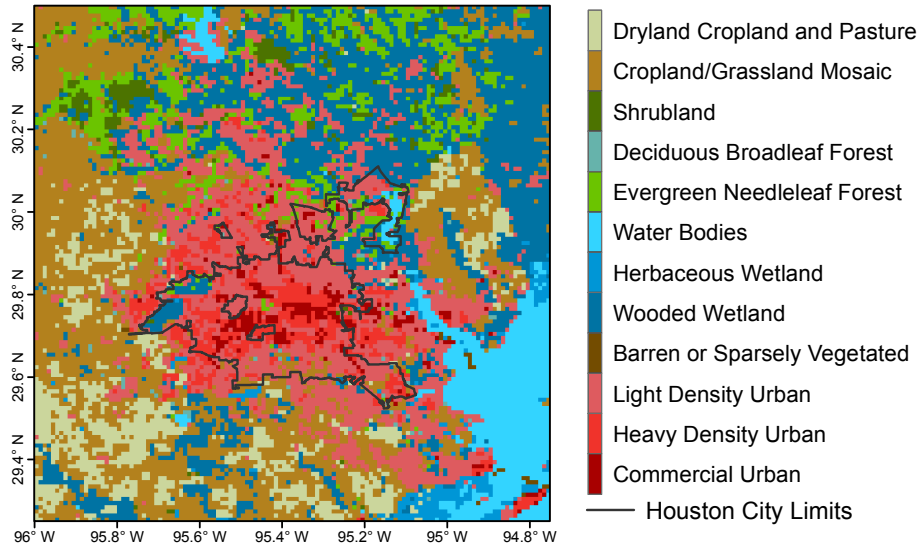 30.4° N
30.2° N
30° N
29.8° N
29.6° N
29.4° N
96° W
95.8° W
95.6° W
95.4° W
95.2° W
95° W
94.8° W
Dryland Cropland and Pasture
Cropland/Grassland Mosaic
Shrubland
Deciduous Broadleaf Forest
Evergreen Needleleaf Forest
Water Bodies
Herbaceous Wetland
Wooded Wetland
Barren or Sparsely Vegetated
Light Density Urban
Heavy Density Urban
Commercial Urban
Houston City Limits